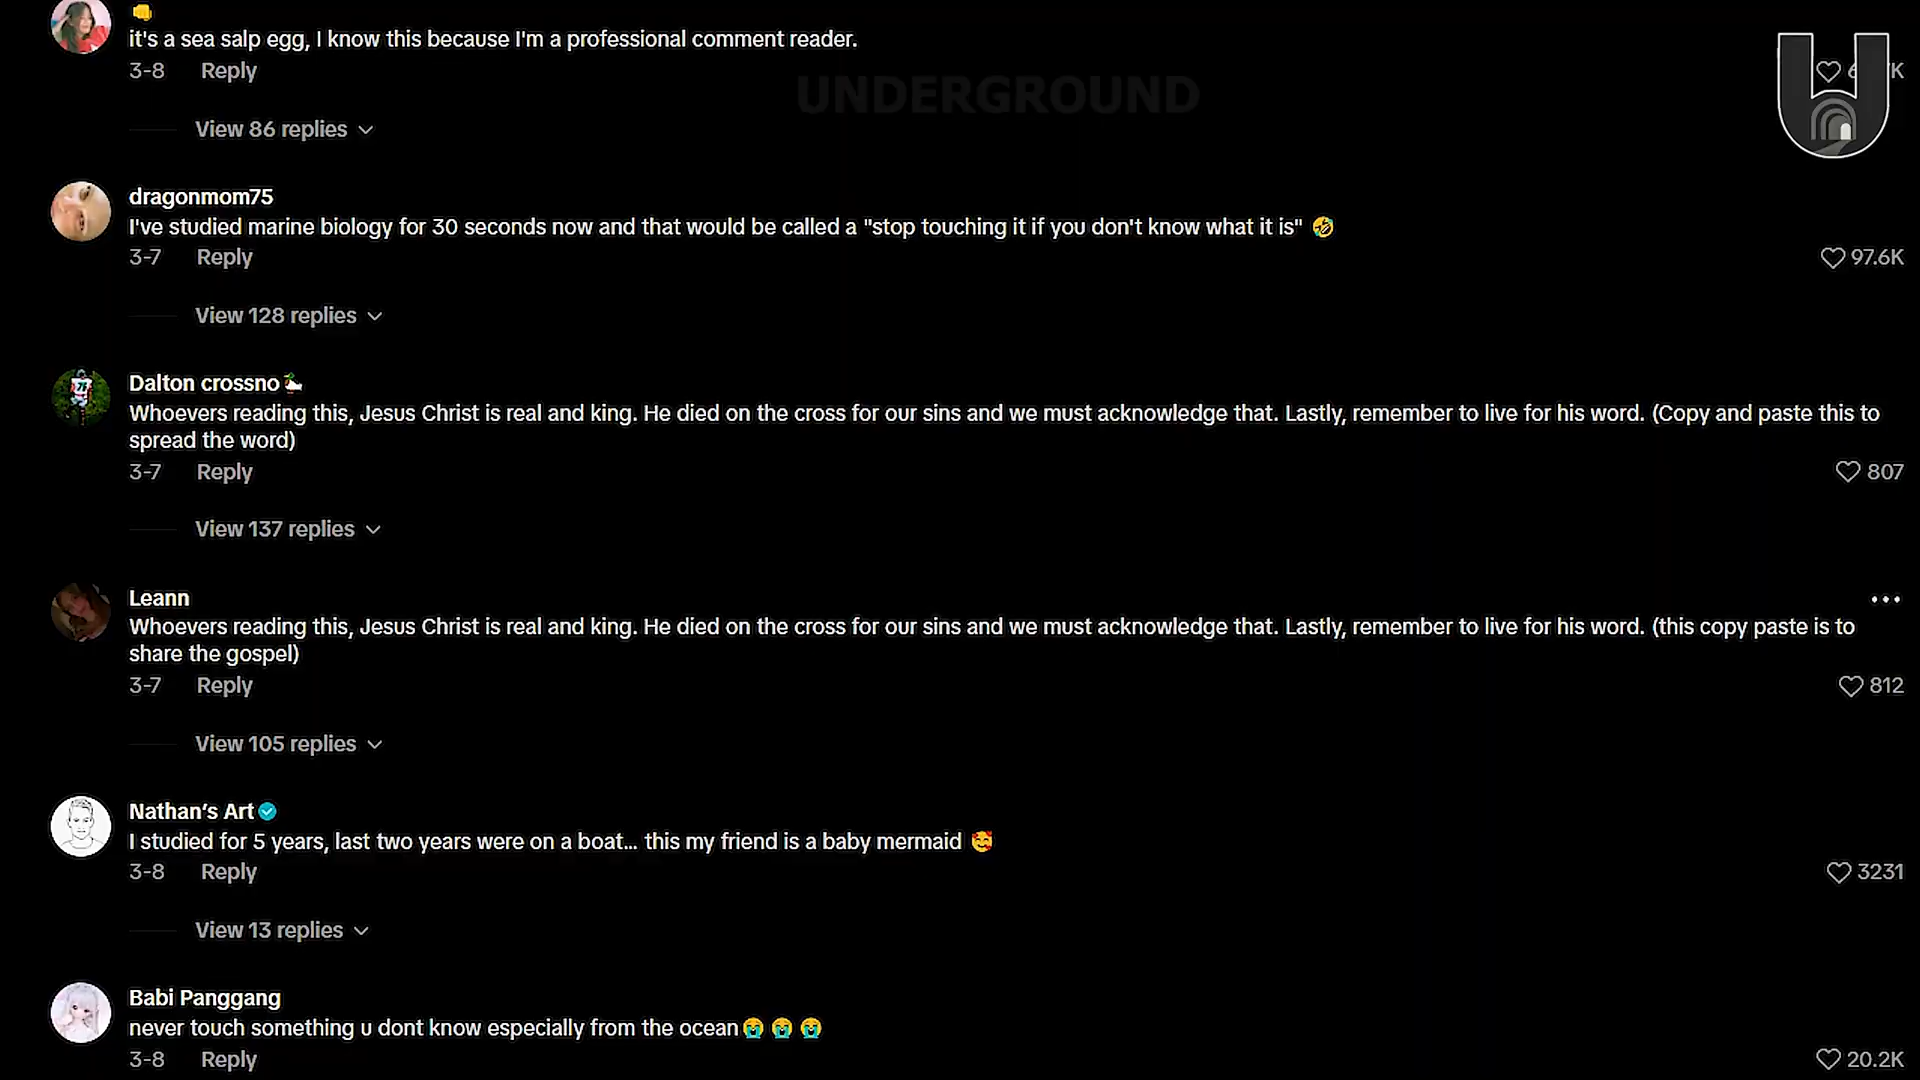 👊
it's a sea salp egg, I know this because I'm a professional comment reader.
3-8 Reply
K
UNDERGROUND
View 86 replies
dragonmom75
I've studied marine biology for 30 seconds now and that would be called a "stop touching it if you don't know what it is" 🤣
3-7 Reply 97.6K
View 128 replies
Dalton crossno🦆
Whoevers reading this, Jesus Christ is real and king. He died on the cross for our sins and we must acknowledge that. Lastly, remember to live for his word. (Copy and paste this to
spread the word)
3-7 Reply 807
View 137 replies
Leann
Whoevers reading this, Jesus Christ is real and king. He died on the cross for our sins and we must acknowledge that. Lastly, remember to live for his word. (this copy paste is to
share the gospel)
3-7 Reply 812
View 105 replies
Nathan's Art
I studied for 5 years, last two years were on a boat... this my friend is a baby mermaid 🥰
3-8 Reply 3231
View 13 replies
Babi Panggang
never touch something u dont know especially from the ocean😭😭😭
3-8 Reply 20.2K